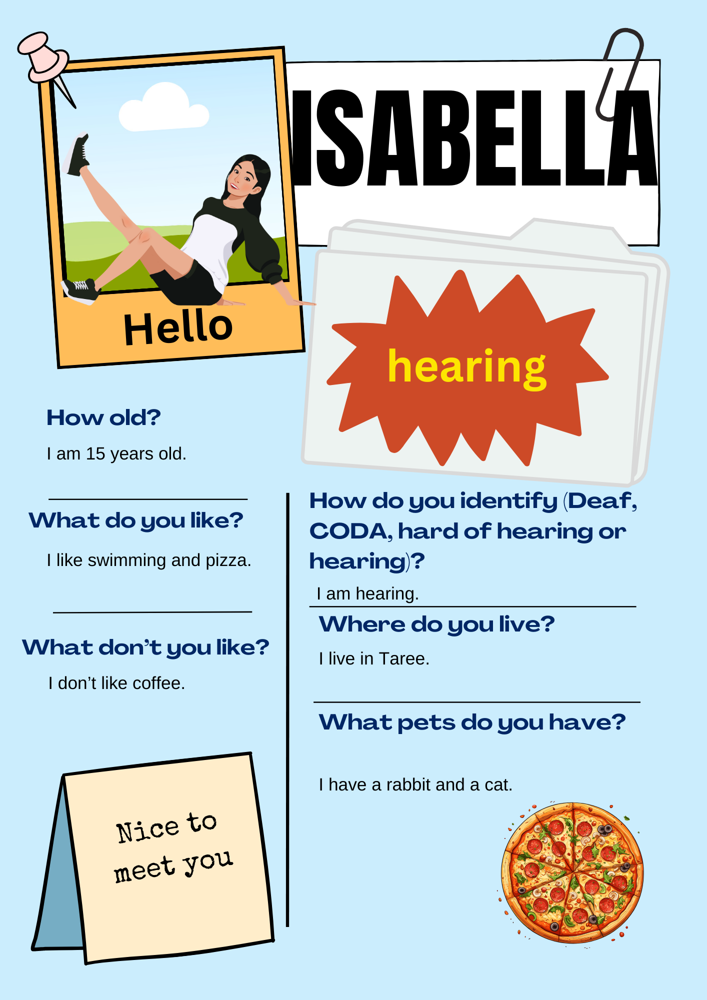 ISABELLA
Hello
hearing
How old?
I am 15 years old.
What do you like?
I like swimming and pizza.
What don’t you like?
I don’t like coffee.
Nice to
meet you
How do you identify (Deaf,
CODA, hard of hearing or
hearing)?
I am hearing.
Where do you live?
I live in Taree.
What pets do you have?
I have a rabbit and a cat.